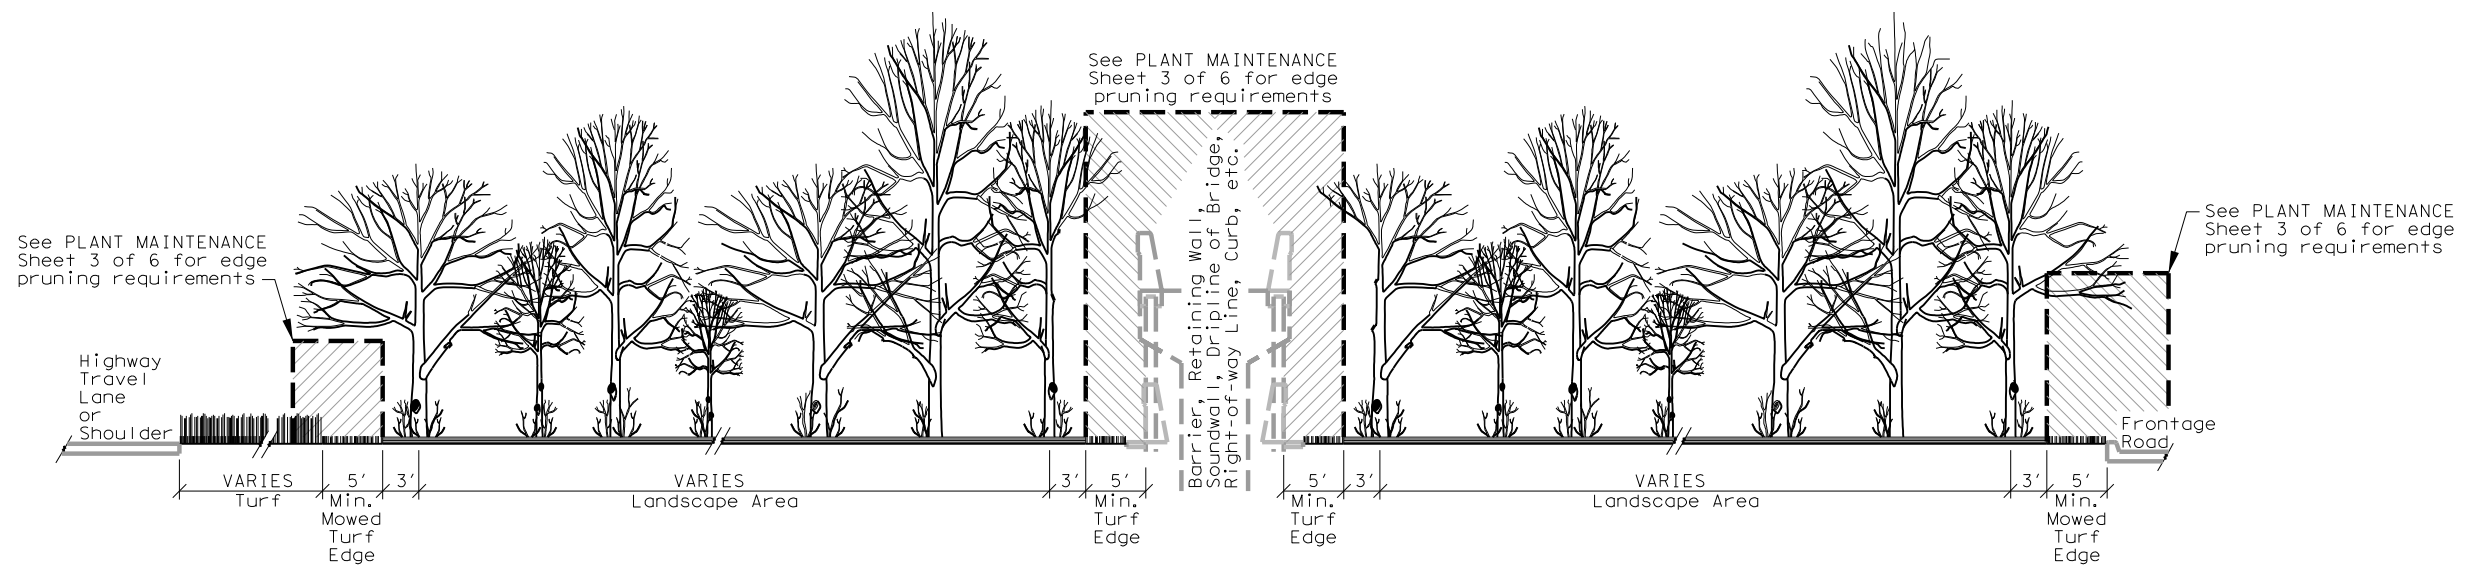 See PLANT MAINTENANCE
Sheet 3 of 6 for edge
pruning requirements
See PLANT MAINTENANCE
Sheet 3 of 6 for edge
pruning requirements
See PLANT MAINTENANCE
Sheet 3 of 6 for edge
pruning requirements
Highway
Travel
Lane
or
Shoulder
Barrier, Retaining Wall,
Soundwall, Dripline of Bridge,
Right-of-way Line, Curb, etc.
Frontage
Road
VARIES
Turf
5'
Min.
Mowed
Turf
Edge
3'
VARIES
Landscape Area
3'
5'
Min.
Turf
Edge
5'
Min.
Turf
Edge
3'
VARIES
Landscape Area
3'
5'
Min.
Mowed
Turf
Edge